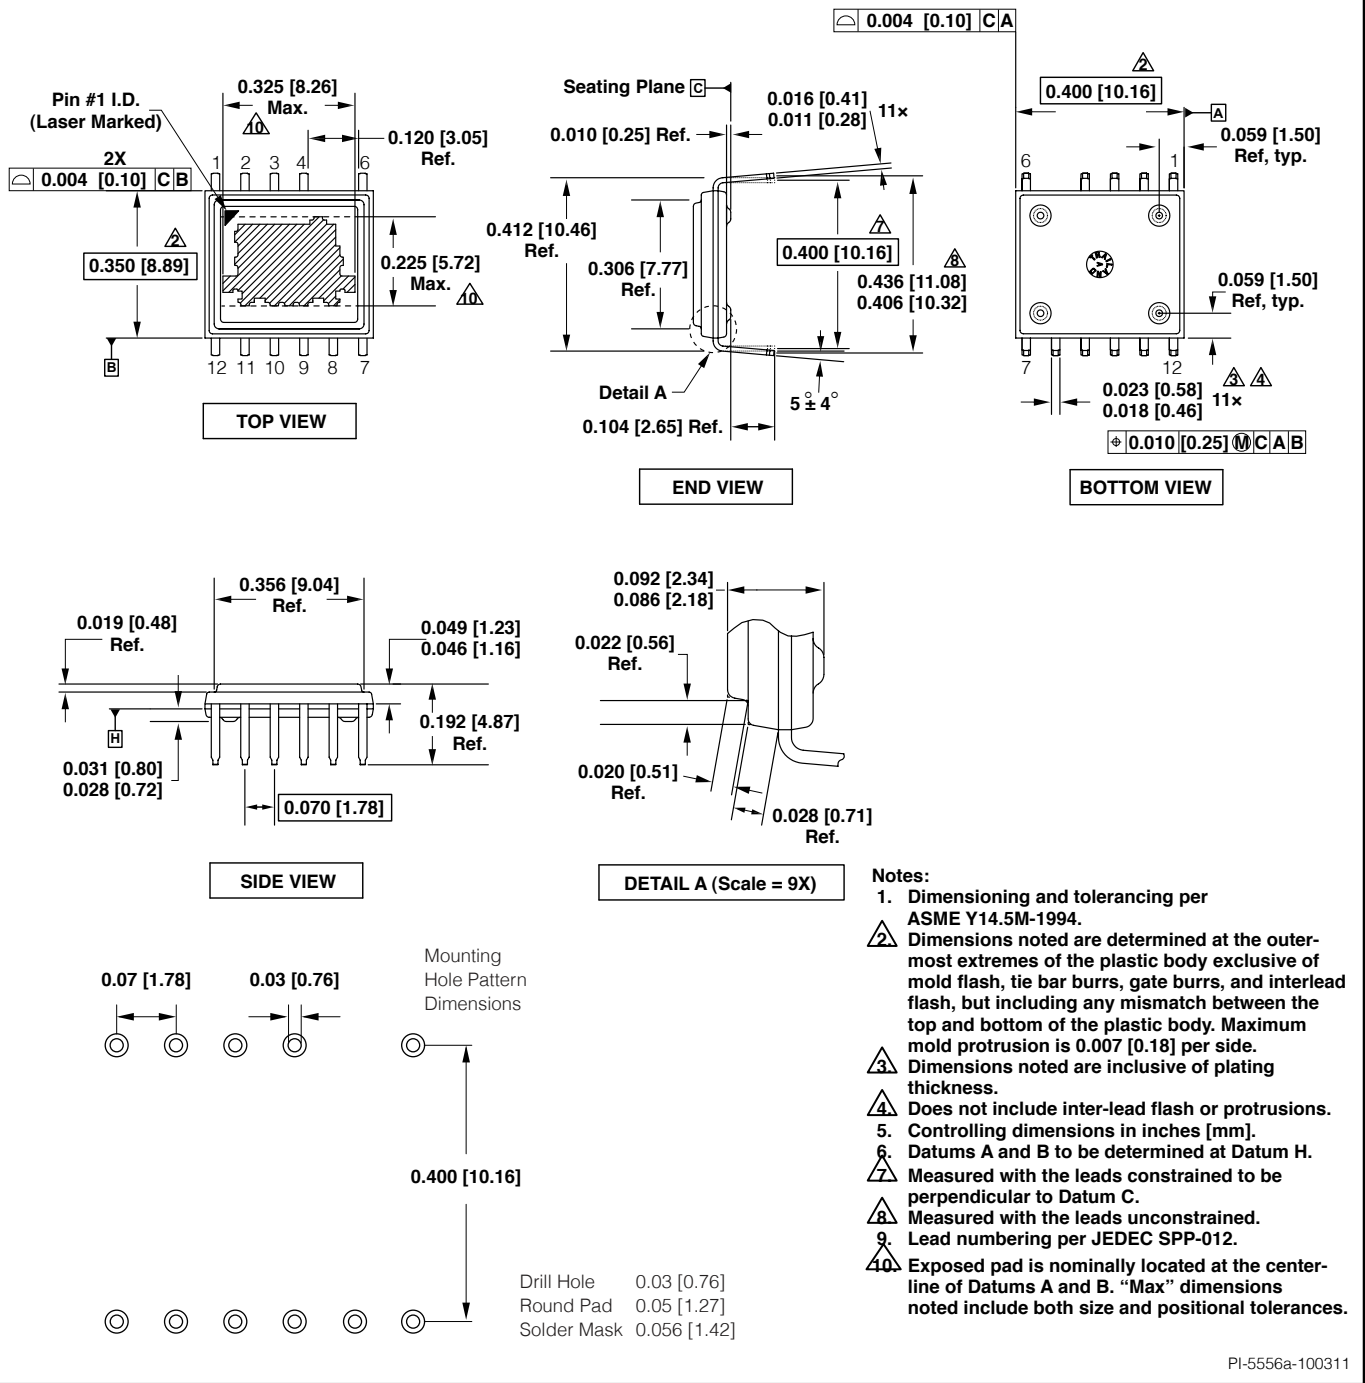 0.004 [0.10] C A
0.325 [8.26]
Max.
Pin #1 I.D.
(Laser Marked)
10
0.120 [3.05]
Ref.
2X
0.004 [0.10] C B
1 2 3 4 6
2
0.350 [8.89]
0.225 [5.72]
Max.
10
B
12 11 10 9 8 7
TOP VIEW
Seating Plane C
0.016 [0.41]
0.011 [0.28]
11×
0.010 [0.25] Ref.
0.412 [10.46]
Ref.
0.306 [7.77]
Ref.
7
0.400 [10.16]
8
0.436 [11.08]
0.406 [10.32]
Detail A
5 ± 4°
0.104 [2.65] Ref.
END VIEW
2
0.400 [10.16]
A
0.059 [1.50]
Ref, typ.
6 1
0.059 [1.50]
Ref, typ.
7 12
0.023 [0.58]
0.018 [0.46]
11×
3 4
⌖ 0.010 [0.25] Ⓜ C A B
BOTTOM VIEW
0.356 [9.04]
Ref.
0.019 [0.48]
Ref.
0.049 [1.23]
0.046 [1.16]
0.192 [4.87]
Ref.
H
0.031 [0.80]
0.028 [0.72]
0.070 [1.78]
SIDE VIEW
0.092 [2.34]
0.086 [2.18]
0.022 [0.56]
Ref.
0.020 [0.51]
Ref.
0.028 [0.71]
Ref.
DETAIL A (Scale = 9X)
Mounting
Hole Pattern
Dimensions
0.07 [1.78]
0.03 [0.76]
0.400 [10.16]
Drill Hole 0.03 [0.76]
Round Pad 0.05 [1.27]
Solder Mask 0.056 [1.42]
Notes:
1. Dimensioning and tolerancing per
ASME Y14.5M-1994.
2. Dimensions noted are determined at the outer-
most extremes of the plastic body exclusive of
mold flash, tie bar burrs, gate burrs, and interlead
flash, but including any mismatch between the
top and bottom of the plastic body. Maximum
mold protrusion is 0.007 [0.18] per side.
3. Dimensions noted are inclusive of plating
thickness.
4. Does not include inter-lead flash or protrusions.
5. Controlling dimensions in inches [mm].
6. Datums A and B to be determined at Datum H.
7. Measured with the leads constrained to be
perpendicular to Datum C.
8. Measured with the leads unconstrained.
9. Lead numbering per JEDEC SPP-012.
10. Exposed pad is nominally located at the center-
line of Datums A and B. “Max” dimensions
noted include both size and positional tolerances.
PI-5556a-100311